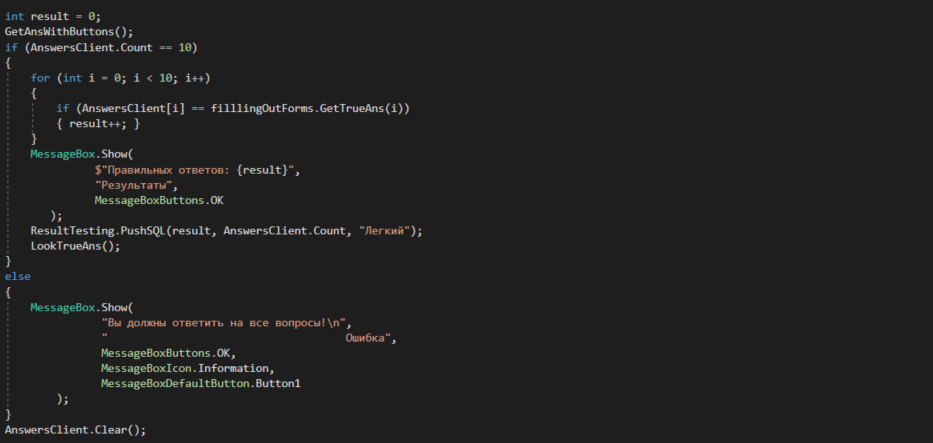 int result = 0;
GetAnsWithButtons();
if (AnswersClient.Count == 10)
{
    for (int i = 0; i < 10; i++)
    {
        if (AnswersClient[i] == filllingOutForms.GetTrueAns(i))
        { result++; }
    }
    MessageBox.Show(
              $"Правильных ответов: {result}",
              "Результаты",
              MessageBoxButtons.OK
       );
    ResultTesting.PushSQL(result, AnswersClient.Count, "Легкий");
    LookTrueAns();
}
else
{
    MessageBox.Show(
               "Вы должны ответить на все вопросы!\n",
               "                                    Ошибка",
               MessageBoxButtons.OK,
               MessageBoxIcon.Information,
               MessageBoxDefaultButton.Button1
        );
}
AnswersClient.Clear();